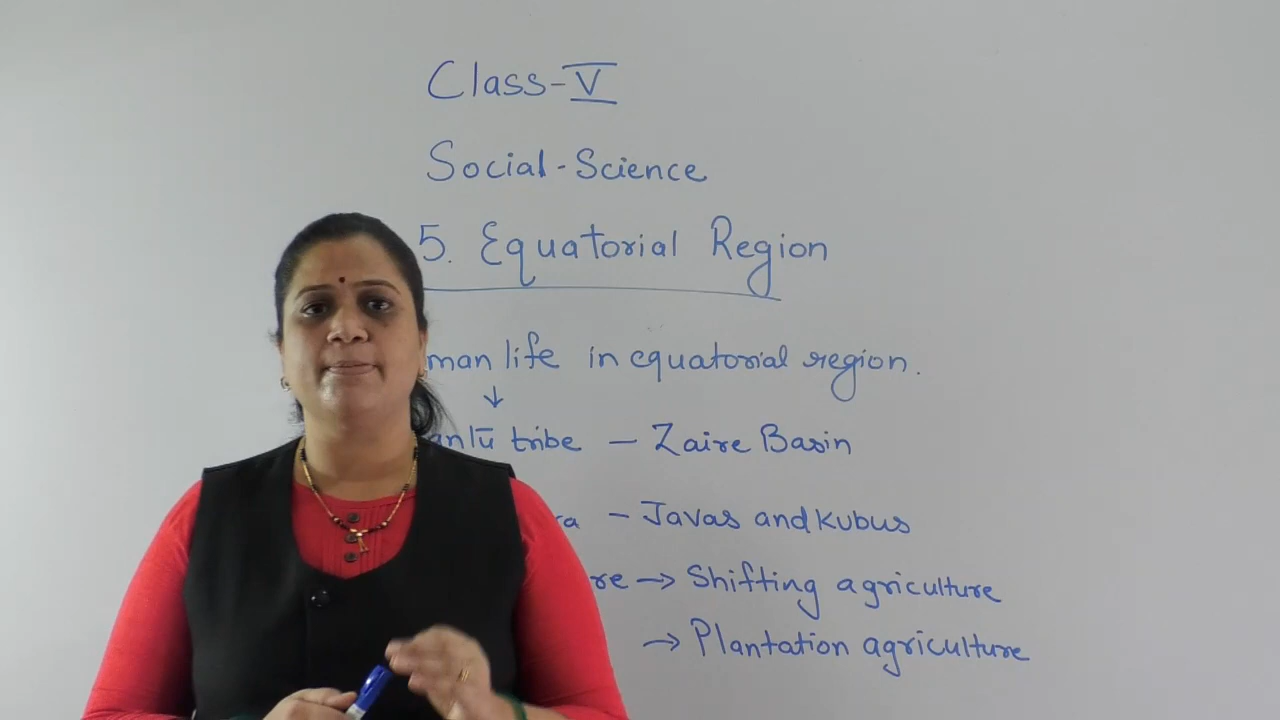 Class-V
Social-Science
5. Equatorial Region
man life in equatorial region.
↓
tribe – Zaire Basin
– Javas and Kubus
re → Shifting agriculture
→ Plantation agriculture